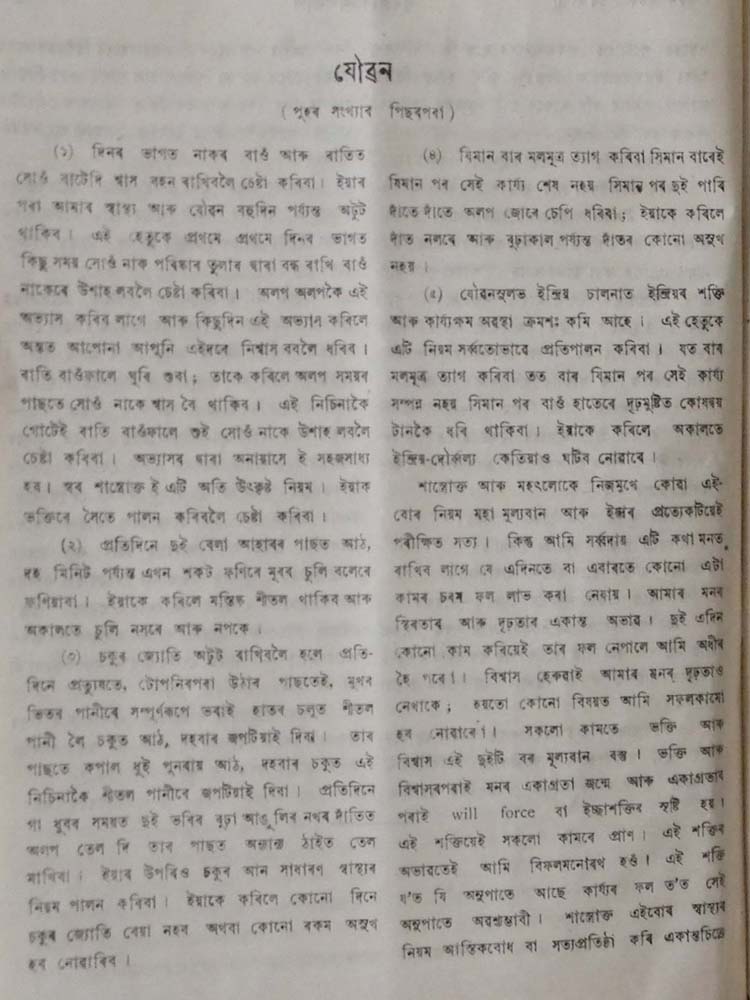 যৌৱন
( পুহৰ সংখ্যাৰ পিছৰপৰা )
(১) দিনৰ ভাগত নাকৰ বাওঁ আৰু ৰাতিত
সোওঁ বাটেদি শ্বাস বহন ৰাখিবলৈ চেষ্টা কৰিবা। ইয়াৰ
পৰা আমাৰ স্বাস্থ্য আৰু যৌৱন বহুদিন পৰ্য্যন্ত অটুট
থাকিব। এই হেতুকে প্ৰথমে প্ৰথমে দিনৰ ভাগত
কিছু সময় সোওঁ নাক পৰিষ্কাৰ তুলাৰ দ্বাৰা বন্ধ ৰাখি বাওঁ
নাকেৰে উশাহ লবলৈ চেষ্টা কৰিবা। অলপ অলপকৈ এই
অভ্যাস কৰিব লাগে আৰু কিছুদিন এই অভ্যাস কৰিলে
অন্তত আপোনা আপুনি এইদৰে নিশ্বাস ববলৈ ধৰিব।
ৰাতি বাওঁফালে ঘূৰি শুবা; তাকে কৰিলে অলপ সময়ৰ
পাছতে সোওঁ নাকে শ্বাস বৈ থাকিব। এই নিচিনাকৈ
গোটেই ৰাতি বাওঁফালে শুই সোওঁ নাকে উশাহ লবলৈ
চেষ্টা কৰিবা। অভ্যাসৰ দ্বাৰা অনায়াসে ই সহজসাধ্য
হব। স্বৰ শাস্ত্ৰোক্ত ই এটি অতি উৎকৃষ্ট নিয়ম। ইয়াক
ভক্তিৰে সৈতে পালন কৰিবলৈ চেষ্টা কৰিবা।
(২) প্ৰতিদিনে দুই বেলা আহাৰৰ পাছত আঠ,
দহ মিনিট পৰ্য্যন্ত এখন শকট ফণিৰে মূৰৰ চুলি বলেৰে
ফণিয়াবা। ইয়াকে কৰিলে মস্তিষ্ক শীতল থাকিব আৰু
অকালতে চুলি নসৰে আৰু নপকে।
(৩) চকুৰ জ্যোতি অটুট ৰাখিবলৈ হলে প্ৰতি-
দিনে প্ৰত্যুষতে, টোপনিৰপৰা উঠাৰ পাছতেই, মুখৰ
ভিতৰ পানীৰে সম্পূৰ্ণৰূপে ভৰাই হাতৰ চলুত শীতল
পানী লৈ চকুত আঠ, দহবাৰ জপটিয়াই দিবা। তাৰ
পাছতে কপাল ধুই পুনৰায় আঠ, দহবাৰ চকুত এই
নিচিনাকৈ শীতল পানীৰে জপটিয়াই দিবা। প্ৰতিদিনে
গা ধুবৰ সময়ত দুই ভৰিৰ বুঢ়া আঙুলিৰ নখৰ দাঁতিত
অলপ তেল দি তাৰ পাছত অন্যান্য ঠাইত তেল
মাখিবা। ইয়াৰ উপৰিও চকুৰ আন সাধাৰণ স্বাস্থ্যৰ
নিয়ম পালন কৰিবা। ইয়াকে কৰিলে কোনো দিনে
চকুৰ জ্যোতি বেয়া নহব অথবা কোনো ৰকম অসুখ
হব নোৱাৰিব।
(৪) যিমান বাৰ মলমূত্ৰ ত্যাগ কৰিবা সিমান বাৰেই
যিমান পৰ সেই কাৰ্য্য শেষ নহয় সিমান পৰ দুই পাৰি
দাঁতে দাঁতে অলপ জোৰে চেপি ধৰিবা; ইয়াকে কৰিলে
দাঁত নলৰে আৰু বুঢ়াকাল পৰ্য্যন্ত দাঁতৰ কোনো অসুখ
নহয়।
(৫) যৌৱনসুলভ ইন্দ্ৰিয় চালনাত ইন্দ্ৰিয়ৰ শক্তি
আৰু কাৰ্য্যক্ষম অৱস্থা ক্ৰমশঃ কমি আহে। এই হেতুকে
এটি নিয়ম সৰ্ব্বতোভাৱে প্ৰতিপালন কৰিবা। যত বাৰ
মলমূত্ৰ ত্যাগ কৰিবা তত বাৰ যিমান পৰ সেই কাৰ্য্য
সম্পন্ন নহয় সিমান পৰ বাওঁ হাতেৰে দৃঢ়মুষ্টিত কোষদ্বয়
টানকৈ ধৰি থাকিবা। ইয়াকে কৰিলে অকালতে
ইন্দ্ৰিয়-দৌৰ্ব্বল্য কেতিয়াও ঘটিব নোৱাৰে।
শাস্ত্ৰোক্ত আৰু মহৎলোকে নিজমুখে কোৱা এই-
বোৰ নিয়ম মহা মূল্যবান আৰু ইয়াৰ প্ৰত্যেকটিয়েই
পৰীক্ষিত সত্য। কিন্তু আমি সৰ্ব্বদায় এটি কথা মনত
ৰাখিব লাগে যে এদিনতে বা এবাৰতে কোনো এটা
কামৰ চৰম ফল লাভ কৰা নেযায়। আমাৰ মনৰ
স্থিৰতাৰ আৰু দৃঢ়তাৰ একান্ত অভাৱ। দুই এদিন
কোনো কাম কৰিয়েই তাৰ ফল নেপালে আমি অধীৰ
হৈ পৰো। বিশ্বাস হেৰুৱাই আমাৰ মনৰ দৃঢ়তাও
নেথাকে; হয়তো কোনো বিষয়ত আমি সফলকামো
হব নোৱাৰো। সকলো কামতে ভক্তি আৰু
বিশ্বাস এই দুইটি বৰ মূল্যবান বস্তু। ভক্তি আৰু
বিশ্বাসৰপৰাই মনৰ একাগ্ৰতা জন্মে আৰু একাগ্ৰতাৰ
পৰাই will force বা ইচ্ছাশক্তিৰ সৃষ্টি হয়।
এই শক্তিয়েই সকলো কামৰে প্ৰাণ। এই শক্তিৰ
অভাৱতেই আমি বিফলমনোৰথ হওঁ। এই শক্তি
য'ত যি অনুপাতে আছে কাৰ্য্যৰ ফল ত'ত সেই
অনুপাতে অৱশ্যম্ভাবী। শাস্ত্ৰোক্ত এইবোৰ স্বাস্থ্যৰ
নিয়ম আস্তিকবোধ বা সত্যপ্ৰতিষ্ঠা কৰি একান্তচিত্তে